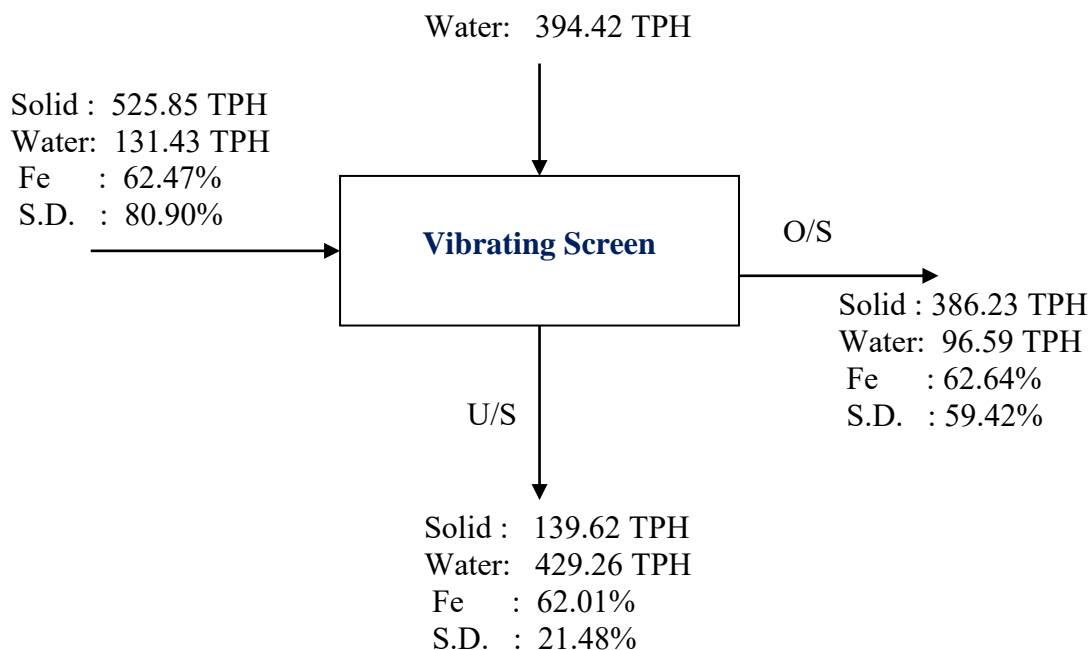 Water: 394.42 TPH
Solid : 525.85 TPH
Water: 131.43 TPH
Fe : 62.47%
S.D. : 80.90%
Vibrating Screen
O/S
Solid : 386.23 TPH
Water: 96.59 TPH
Fe : 62.64%
S.D. : 59.42%
U/S
Solid : 139.62 TPH
Water: 429.26 TPH
Fe : 62.01%
S.D. : 21.48%